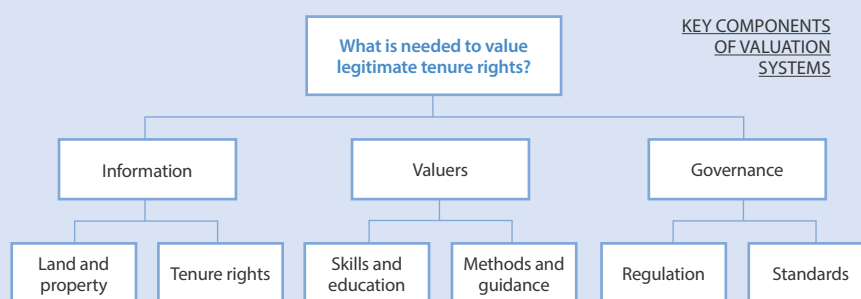 What is needed to value
legitimate tenure rights?
KEY COMPONENTS
OF VALUATION
SYSTEMS
Information
Valuers
Governance
Land and
property
Tenure rights
Skills and
education
Methods and
guidance
Regulation
Standards